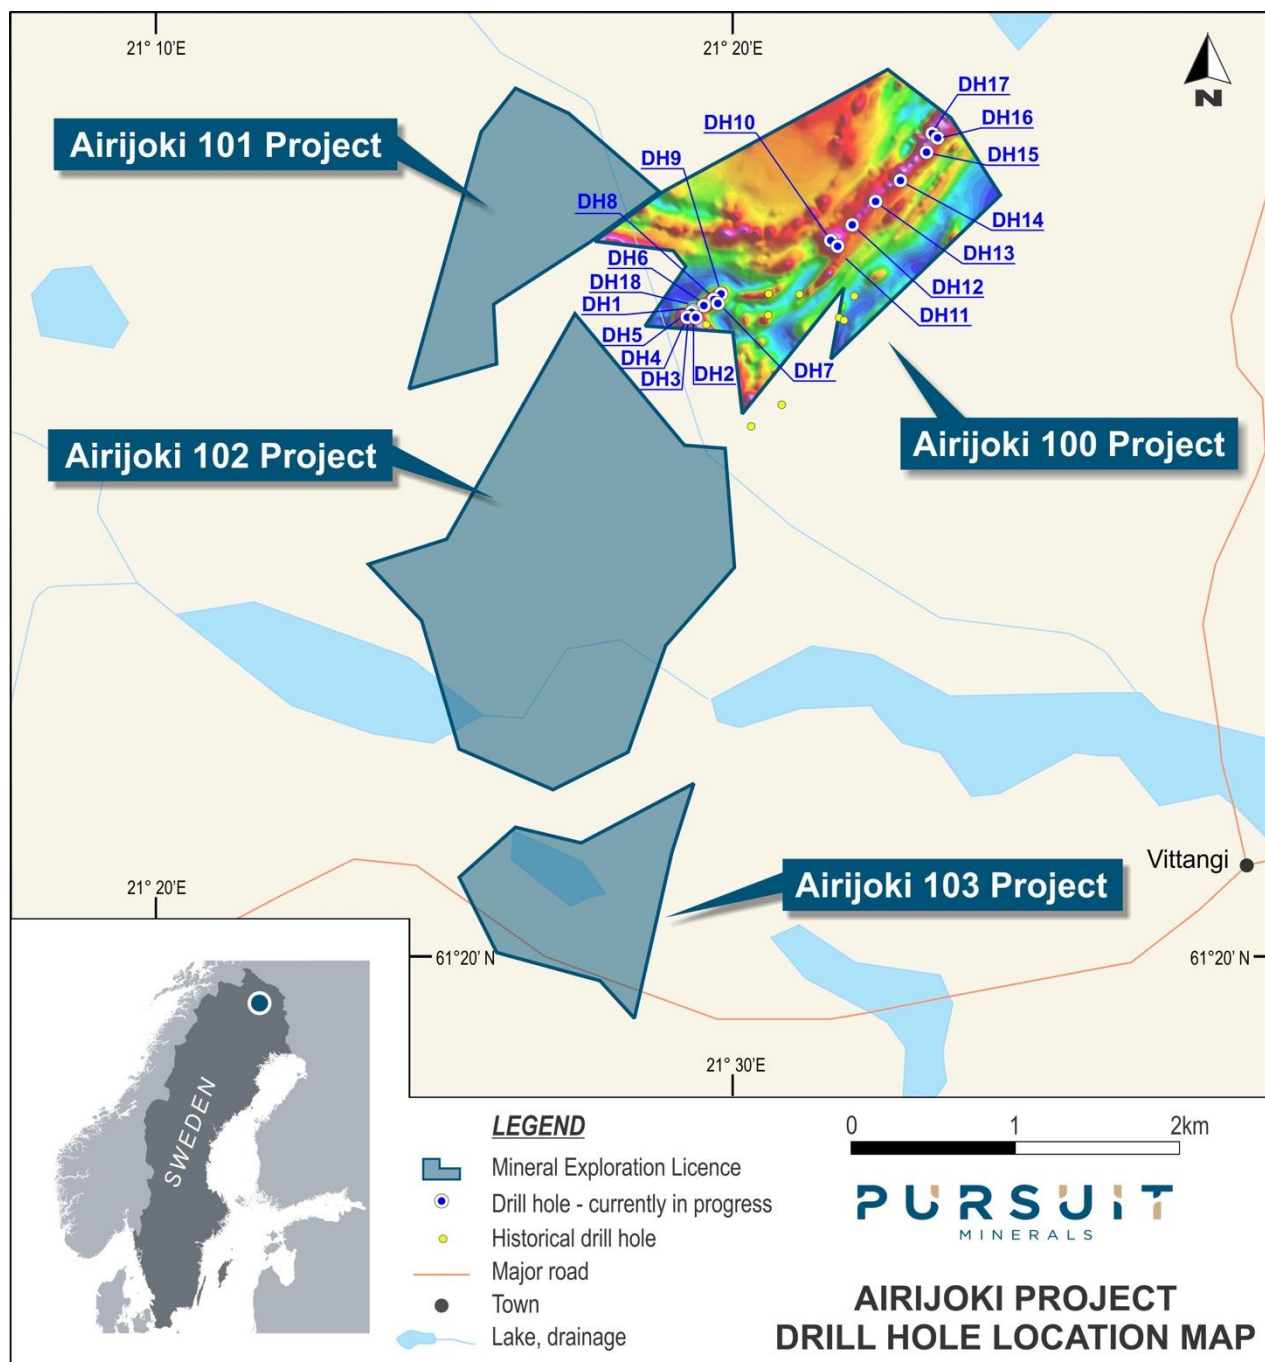 21° 10'E
21° 20'E
N
DH17
DH16
DH10
DH15
DH9
DH14
DH8
DH13
DH6
DH18
DH12
DH1
DH11
DH5
DH4
DH3
DH2
DH7
Airijoki 101 Project
Airijoki 100 Project
Airijoki 102 Project
Airijoki 103 Project
Vittangi
21° 20'E
61°20' N
61°20' N
21° 30'E
SWEDEN
LEGEND
Mineral Exploration Licence
Drill hole - currently in progress
Historical drill hole
Major road
Town
Lake, drainage
0 1 2km
PURSUIT
MINERALS
AIRIJOKI PROJECT
DRILL HOLE LOCATION MAP